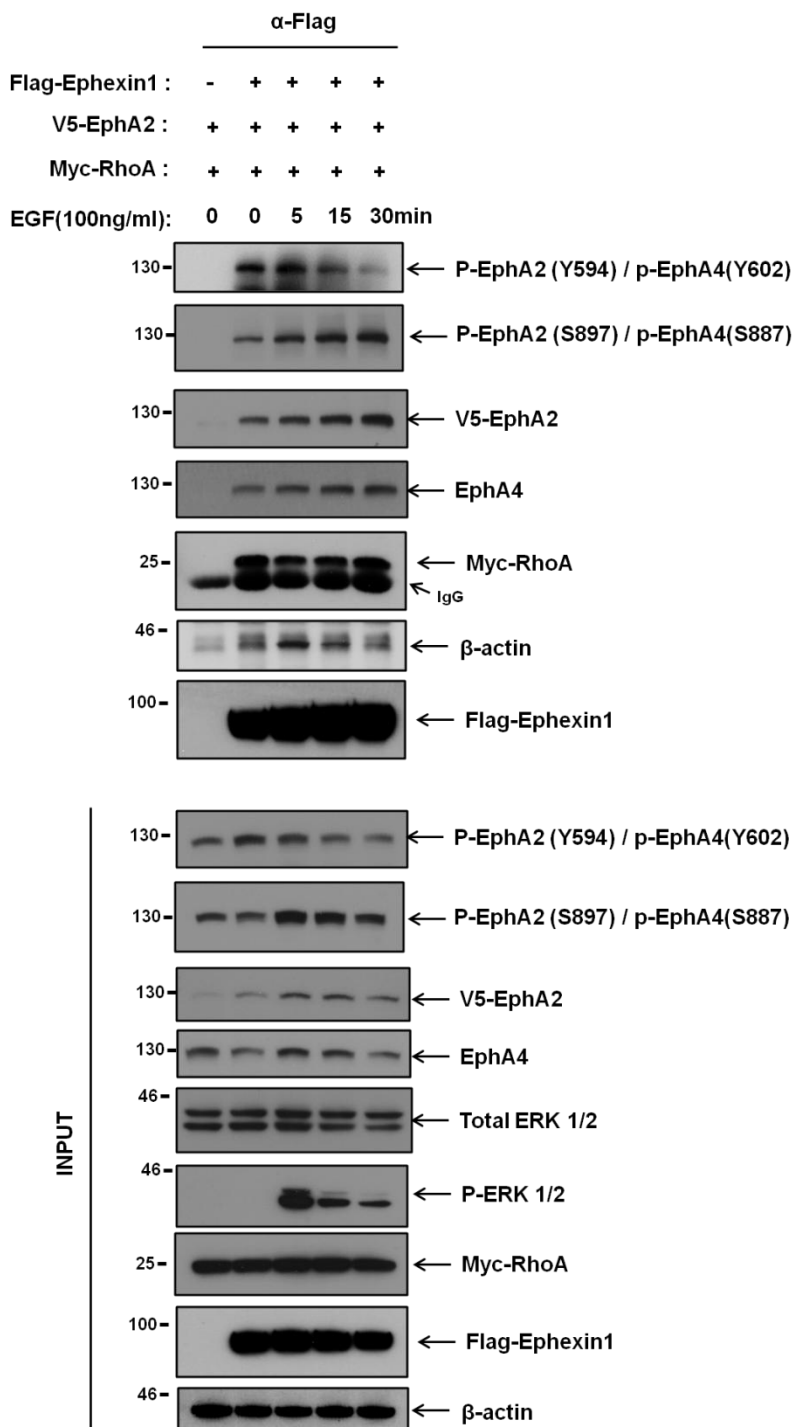 α-Flag
Flag-Ephexin1 : - + + + +
V5-EphA2 : + + + + +
Myc-RhoA : + + + + +
EGF(100ng/ml): 0 0 5 15 30min
130 P-EphA2 (Y594) / p-EphA4(Y602)
130 P-EphA2 (S897) / p-EphA4(S887)
130 V5-EphA2
130 EphA4
25 Myc-RhoA
IgG
46 β-actin
100 Flag-Ephexin1
INPUT
130 P-EphA2 (Y594) / p-EphA4(Y602)
130 P-EphA2 (S897) / p-EphA4(S887)
130 V5-EphA2
130 EphA4
46 Total ERK 1/2
46 P-ERK 1/2
25 Myc-RhoA
100 Flag-Ephexin1
46 β-actin